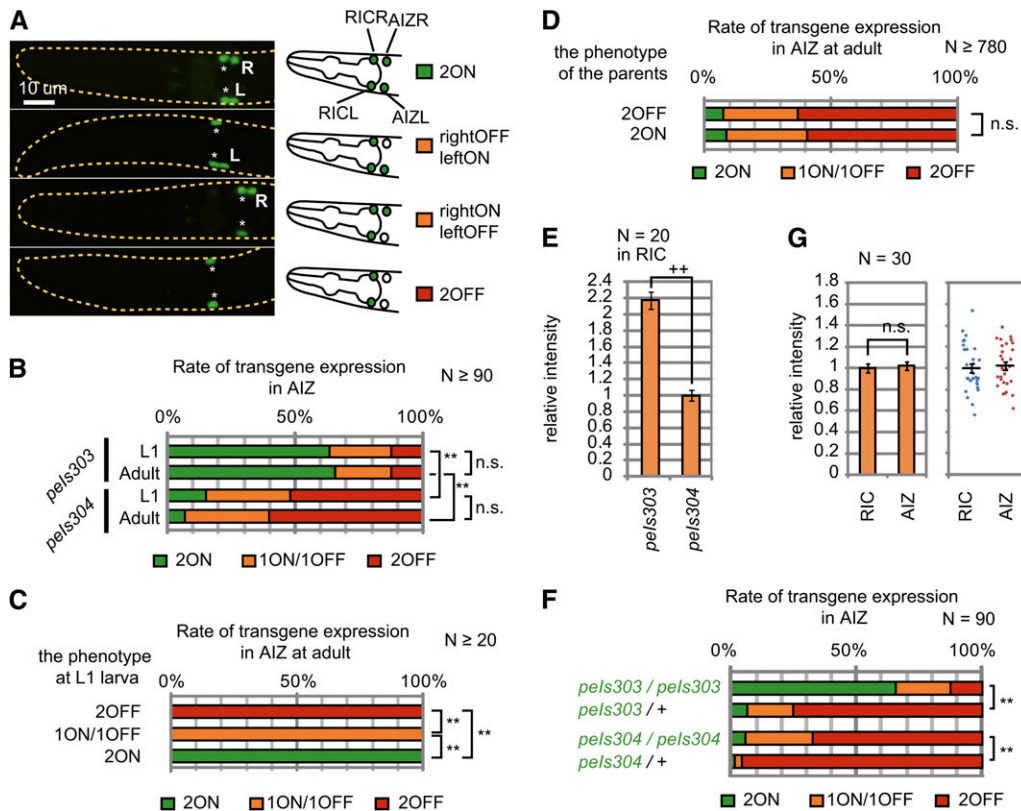 A
10 um
*
R
*
L
*
L
*
R
*
*
*
*
RICR
AIZR
RICL
AIZL
2ON
rightOFF
leftON
rightON
leftOFF
2OFF
B
Rate of transgene expression
in AIZ
N ≥ 90
0% 50% 100%
peIs303
L1
Adult
peIs304
L1
Adult
**
n.s.
**
n.s.
2ON 1ON/1OFF 2OFF
C
the phenotype
at L1 larva
Rate of transgene expression
in AIZ at adult
N ≥ 20
0% 50% 100%
2OFF
1ON/1OFF
2ON
**
**
**
2ON 1ON/1OFF 2OFF
D
the phenotype
of the parents
Rate of transgene expression
in AIZ at adult
N ≥ 780
0% 50% 100%
2OFF
2ON
n.s.
2ON 1ON/1OFF 2OFF
E
N = 20
in RIC
++
relative intensity
2.4
2.2
2
1.8
1.6
1.4
1.2
1
0.8
0.6
0.4
0.2
0
peIs303
peIs304
G
N = 30
n.s.
relative intensity
1.8
1.6
1.4
1.2
1
0.8
0.6
0.4
0.2
0
RIC
AIZ
RIC
AIZ
F
Rate of transgene expression
in AIZ
N = 90
0% 50% 100%
peIs303 / peIs303
peIs303 / +
peIs304 / peIs304
peIs304 / +
**
**
2ON 1ON/1OFF 2OFF